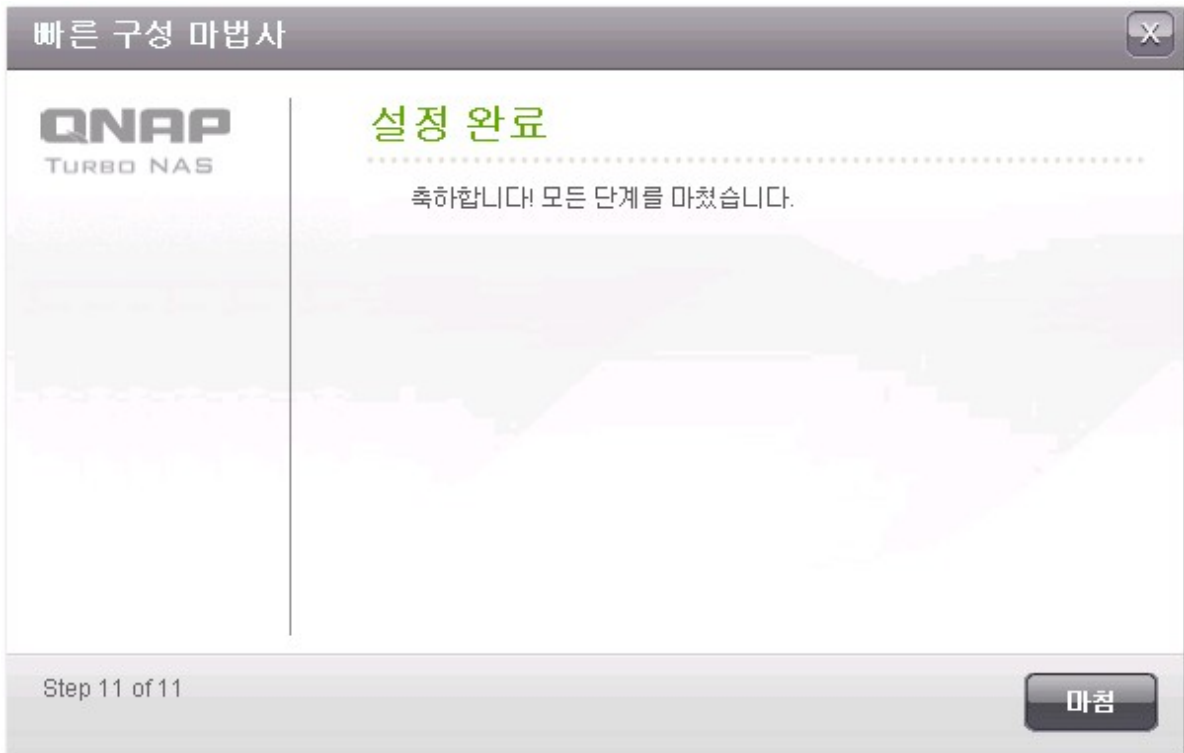 빠른 구성 마법사
X
QNAP
TURBO NAS
설정 완료
축하합니다! 모든 단계를 마쳤습니다.
Step 11 of 11
마침